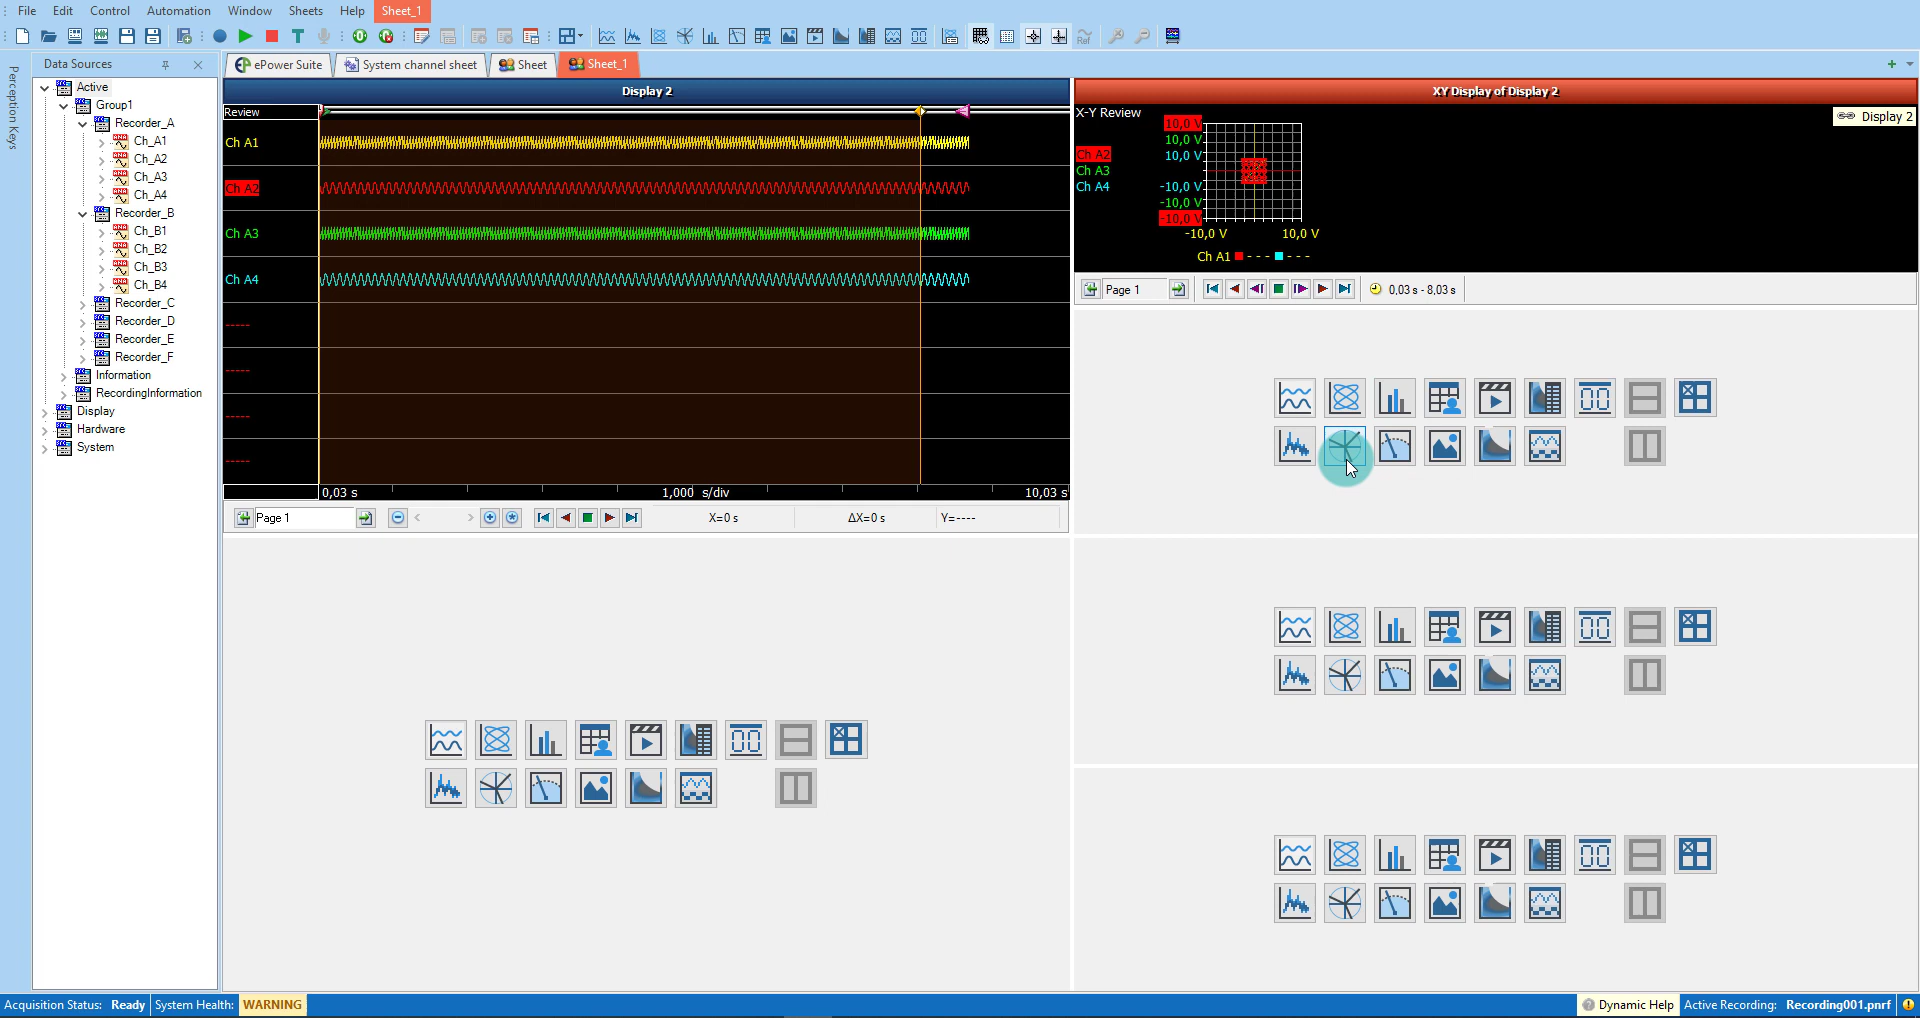 File Edit Control Automation Window Sheets Help Sheet_1
Ref
Perception Keys
Data Sources
Active
Group1
Recorder_A
Ch_A1
Ch_A2
Ch_A3
Ch_A4
Recorder_B
Ch_B1
Ch_B2
Ch_B3
Ch_B4
Recorder_C
Recorder_D
Recorder_E
Recorder_F
Information
RecordingInformation
Display
Hardware
System
ePower Suite System channel sheet Sheet Sheet_1
Display 2
Review
Ch A1
Ch A2
Ch A3
Ch A4
-----
-----
-----
-----
0,03 s 1,000 s/div 10,03 s
Page 1 X=0 s ΔX=0 s Y=----
XY Display of Display 2
X-Y Review
Display 2
10,0 V
10,0 V
Ch A2 10,0 V
Ch A3
Ch A4 -10,0 V
-10,0 V
-10,0 V
-10,0 V 10,0 V
Ch A1 - - - - - -
Page 1 0,03 s - 8,03 s
Acquisition Status: Ready System Health: WARNING Dynamic Help Active Recording: Recording001.pnrf